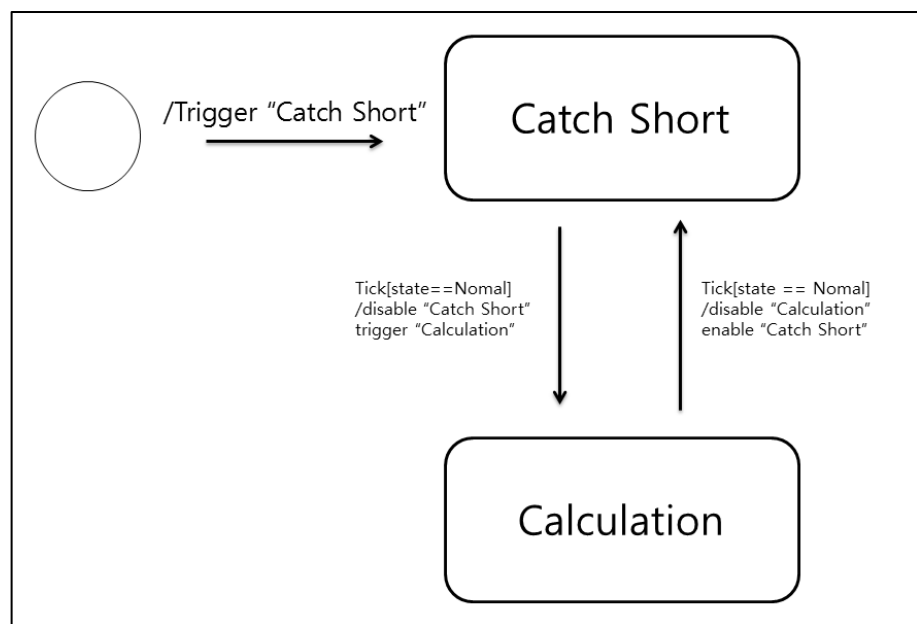 /Trigger “Catch Short”
Catch Short
Tick[state==Nomal]
/disable “Catch Short”
trigger “Calculation”
Tick[state == Nomal]
/disable “Calculation”
enable “Catch Short”
Calculation